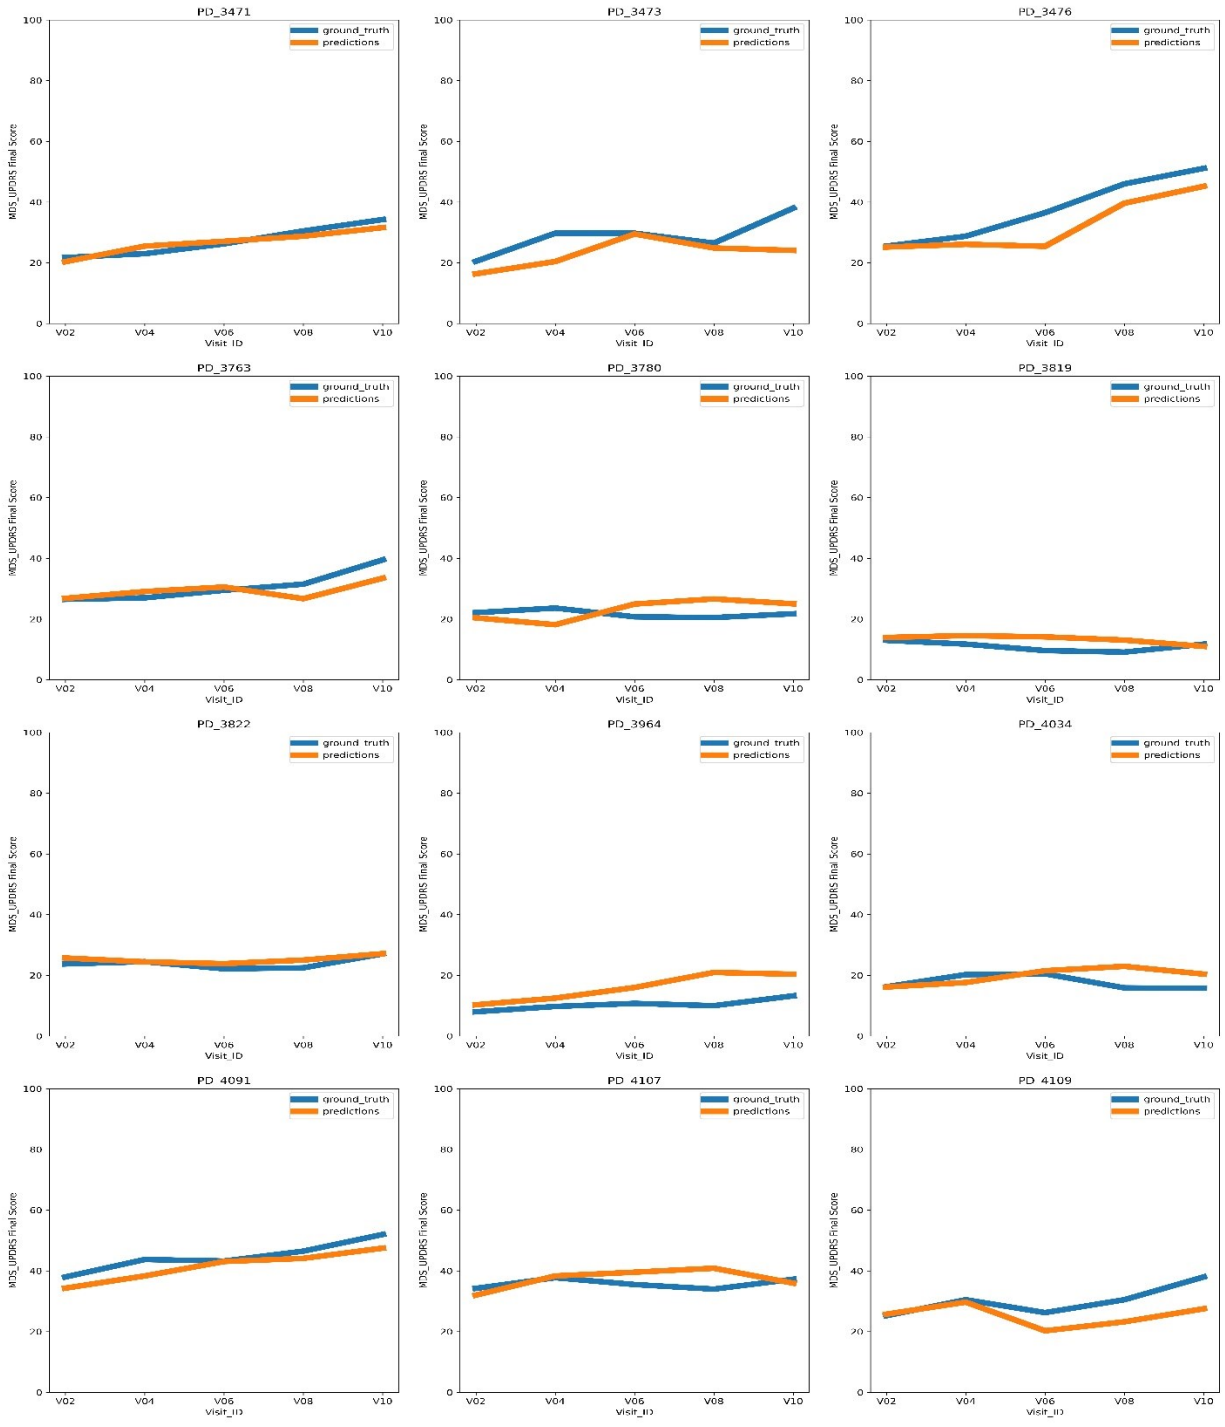 PD_3471
100
80
60
40
20
0
MDS_UPDRS Final Score
V02 V04 V06 V08 V10
Visit_ID
ground_truth
predictions
PD_3473
100
80
60
40
20
0
MDS_UPDRS Final Score
V02 V04 V06 V08 V10
Visit_ID
ground_truth
predictions
PD_3476
100
80
60
40
20
0
MDS_UPDRS Final Score
V02 V04 V06 V08 V10
Visit_ID
ground_truth
predictions
PD_3763
100
80
60
40
20
0
MDS_UPDRS Final Score
V02 V04 V06 V08 V10
Visit_ID
ground_truth
predictions
PD_3780
100
80
60
40
20
0
MDS_UPDRS Final Score
V02 V04 V06 V08 V10
Visit_ID
ground_truth
predictions
PD_3819
100
80
60
40
20
0
MDS_UPDRS Final Score
V02 V04 V06 V08 V10
Visit_ID
ground_truth
predictions
PD_3822
100
80
60
40
20
0
MDS_UPDRS Final Score
V02 V04 V06 V08 V10
Visit_ID
ground_truth
predictions
PD_3964
100
80
60
40
20
0
MDS_UPDRS Final Score
V02 V04 V06 V08 V10
Visit_ID
ground_truth
predictions
PD_4034
100
80
60
40
20
0
MDS_UPDRS Final Score
V02 V04 V06 V08 V10
Visit_ID
ground_truth
predictions
PD_4091
100
80
60
40
20
0
MDS_UPDRS Final Score
V02 V04 V06 V08 V10
Visit_ID
ground_truth
predictions
PD_4107
100
80
60
40
20
0
MDS_UPDRS Final Score
V02 V04 V06 V08 V10
Visit_ID
ground_truth
predictions
PD_4109
100
80
60
40
20
0
MDS_UPDRS Final Score
V02 V04 V06 V08 V10
Visit_ID
ground_truth
predictions